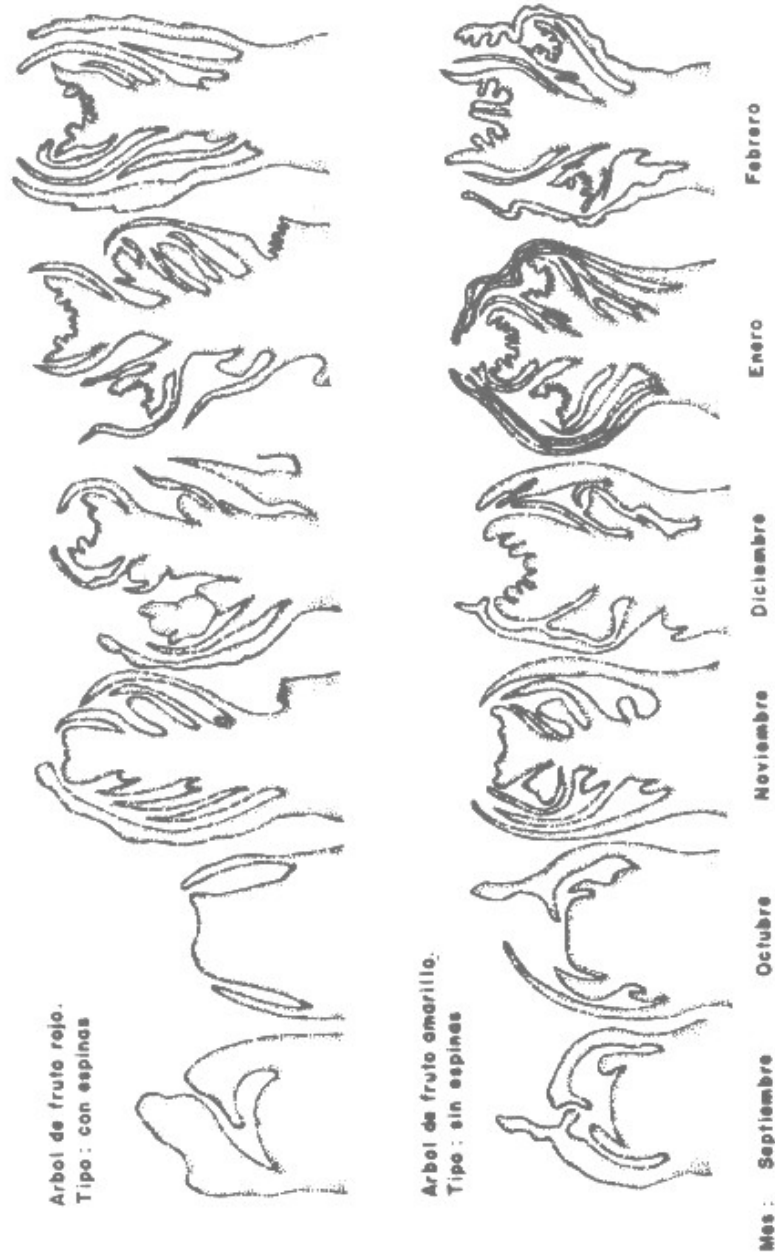 Arbol de fruto rojo.
Tipo : con espinas
Arbol de fruto amarillo.
Tipo : sin espinas
Mes : Septiembre Octubre Noviembre Diciembre Enero Febrero